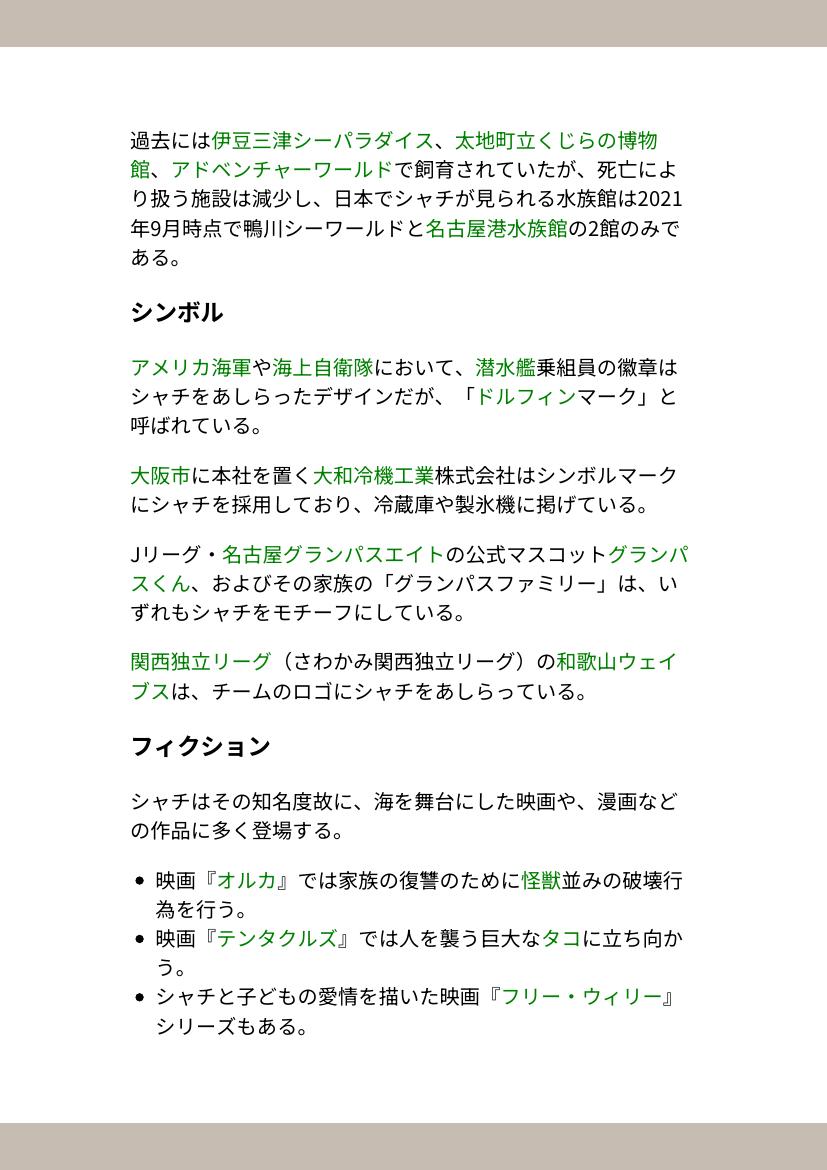 過去には伊豆三津シーパラダイス、太地町立くじらの博物
館、アドベンチャーワールドで飼育されていたが、死亡によ
り扱う施設は減少し、日本でシャチが見られる水族館は2021
年9月時点で鴨川シーワールドと名古屋港水族館の2館のみで
ある。
シンボル
アメリカ海軍や海上自衛隊において、潜水艦乗組員の徽章は
シャチをあしらったデザインだが、「ドルフィンマーク」と
呼ばれている。
大阪市に本社を置く大和冷機工業株式会社はシンボルマーク
にシャチを採用しており、冷蔵庫や製氷機に掲げている。
Jリーグ・名古屋グランパスエイトの公式マスコットグランパ
スくん、およびその家族の「グランパスファミリー」は、い
ずれもシャチをモチーフにしている。
関西独立リーグ（さわかみ関西独立リーグ）の和歌山ウェイ
ブスは、チームのロゴにシャチをあしらっている。
フィクション
シャチはその知名度故に、海を舞台にした映画や、漫画など
の作品に多く登場する。
• 映画『オルカ』では家族の復讐のために怪獣並みの破壊行
為を行う。
• 映画『テンタクルズ』では人を襲う巨大なタコに立ち向か
う。
• シャチと子どもの愛情を描いた映画『フリー・ウィリー』
シリーズもある。